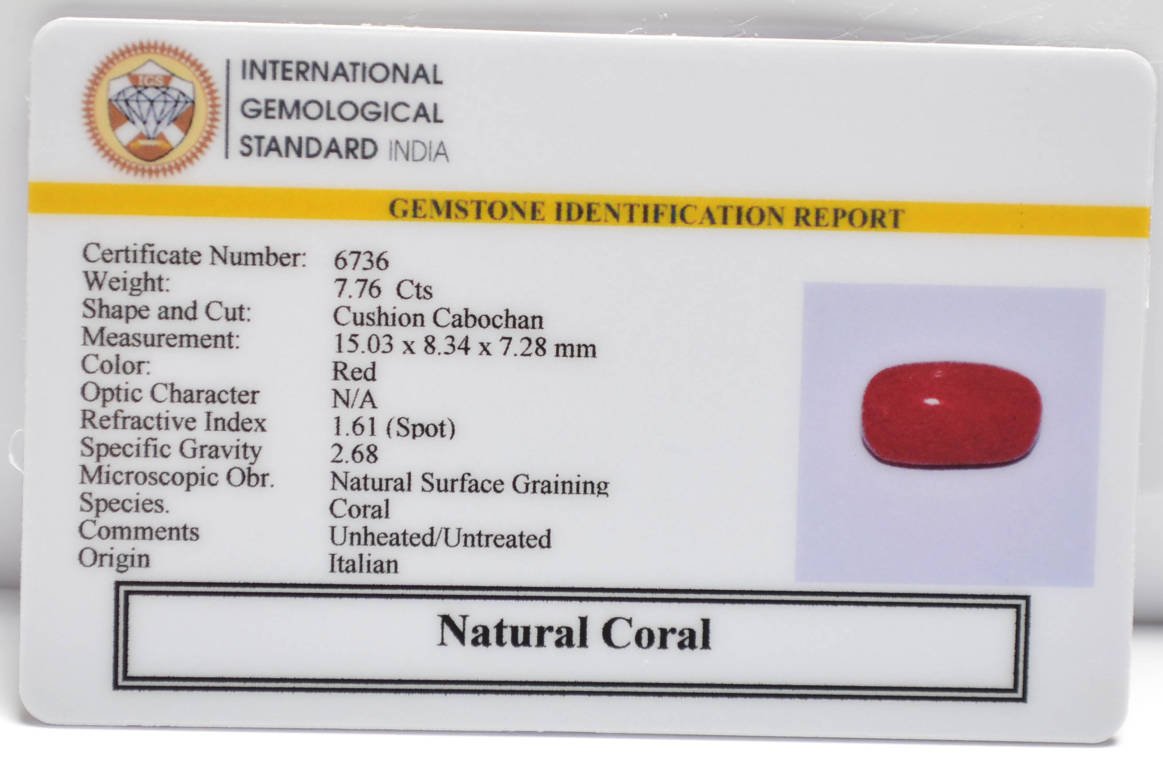 IGS
INTERNATIONAL
GEMOLOGICAL
STANDARD INDIA
GEMSTONE IDENTIFICATION REPORT
Certificate Number: 6736
Weight: 7.76 Cts
Shape and Cut: Cushion Cabochan
Measurement: 15.03 x 8.34 x 7.28 mm
Color: Red
Optic Character N/A
Refractive Index 1.61 (Spot)
Specific Gravity 2.68
Microscopic Obr. Natural Surface Graining
Species. Coral
Comments Unheated/Untreated
Origin Italian
Natural Coral